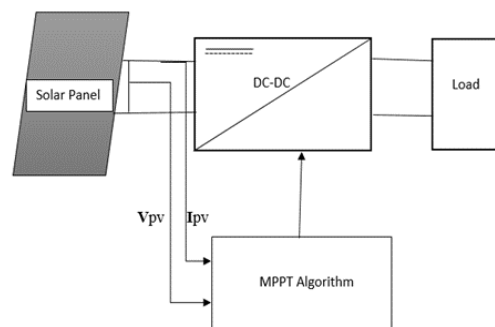 DC-DC
Solar Panel
Load
Vpv
Ipv
MPPT Algorithm